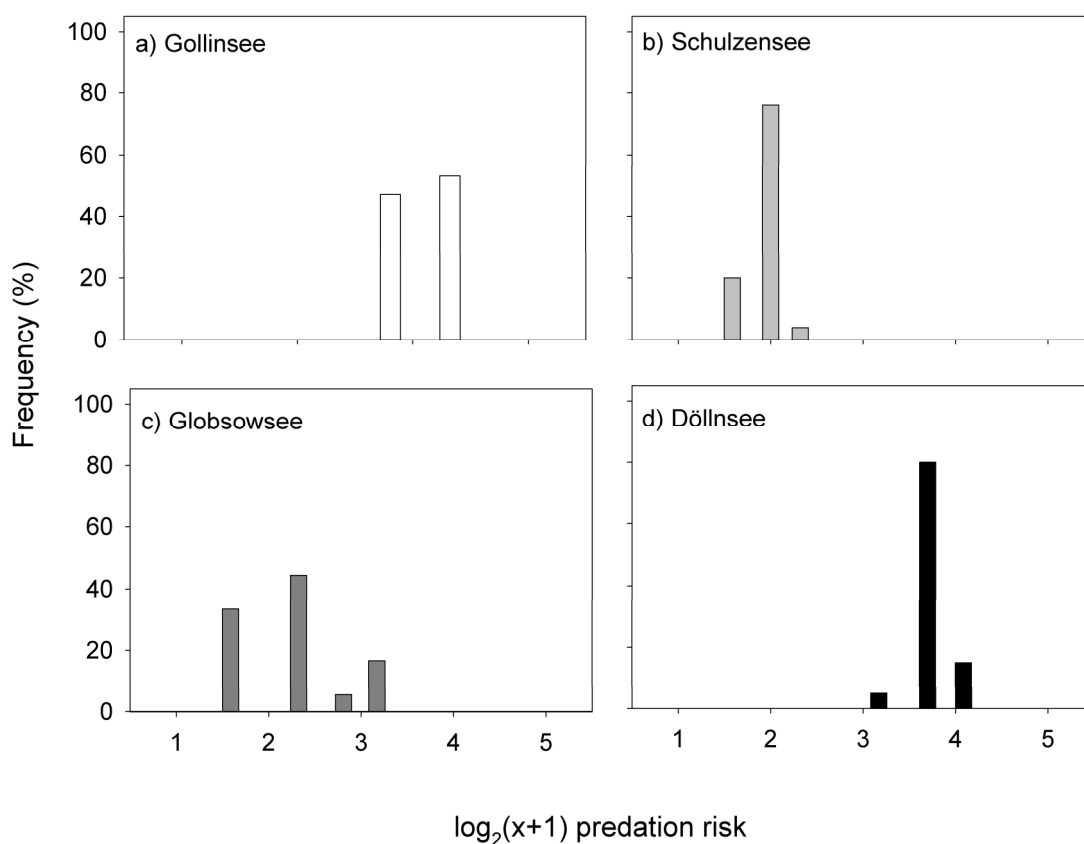 a) Gollinsee
b) Schulzensee
100
80
60
40
20
0
Frequency (%)
c) Globsowsee
d) Döllnsee
100
80
60
40
20
0
1 2 3 4 5
1 2 3 4 5
log₂(x+1) predation risk